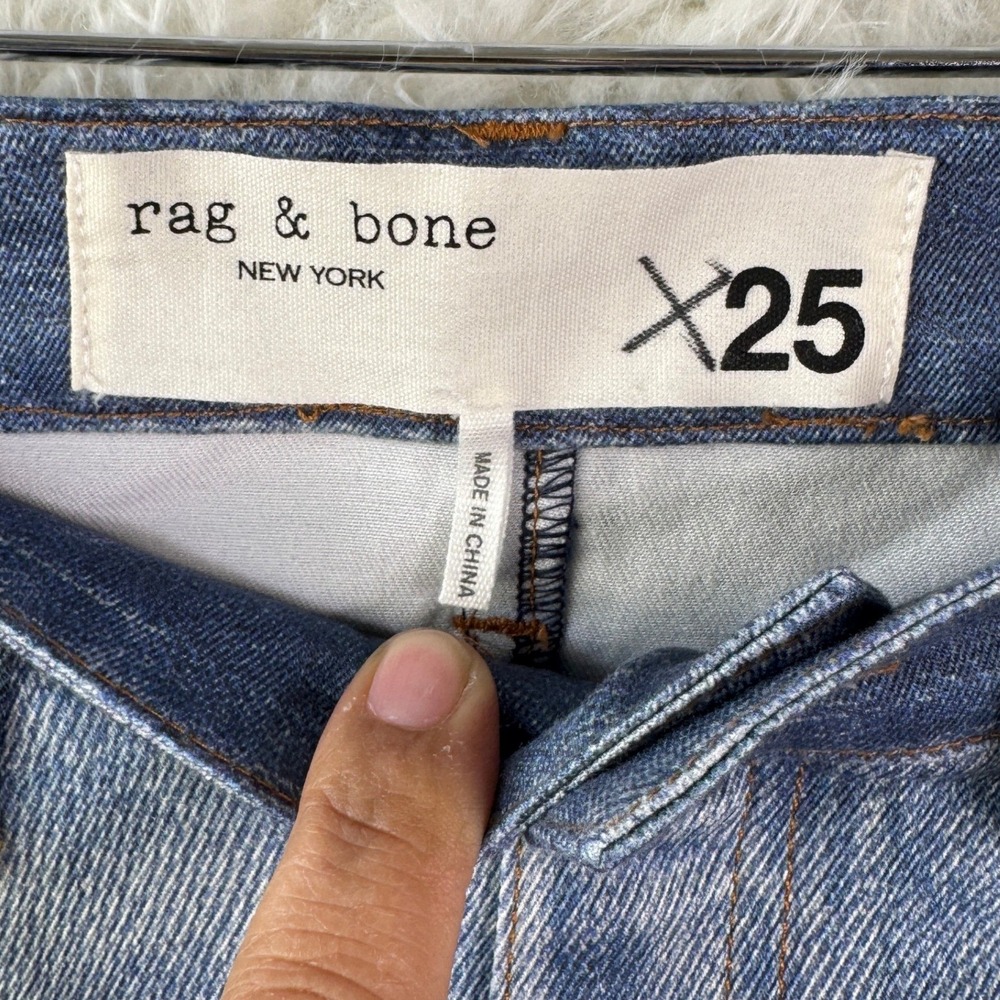 rag & bone
NEW YORK
X25
MADE IN CHINA